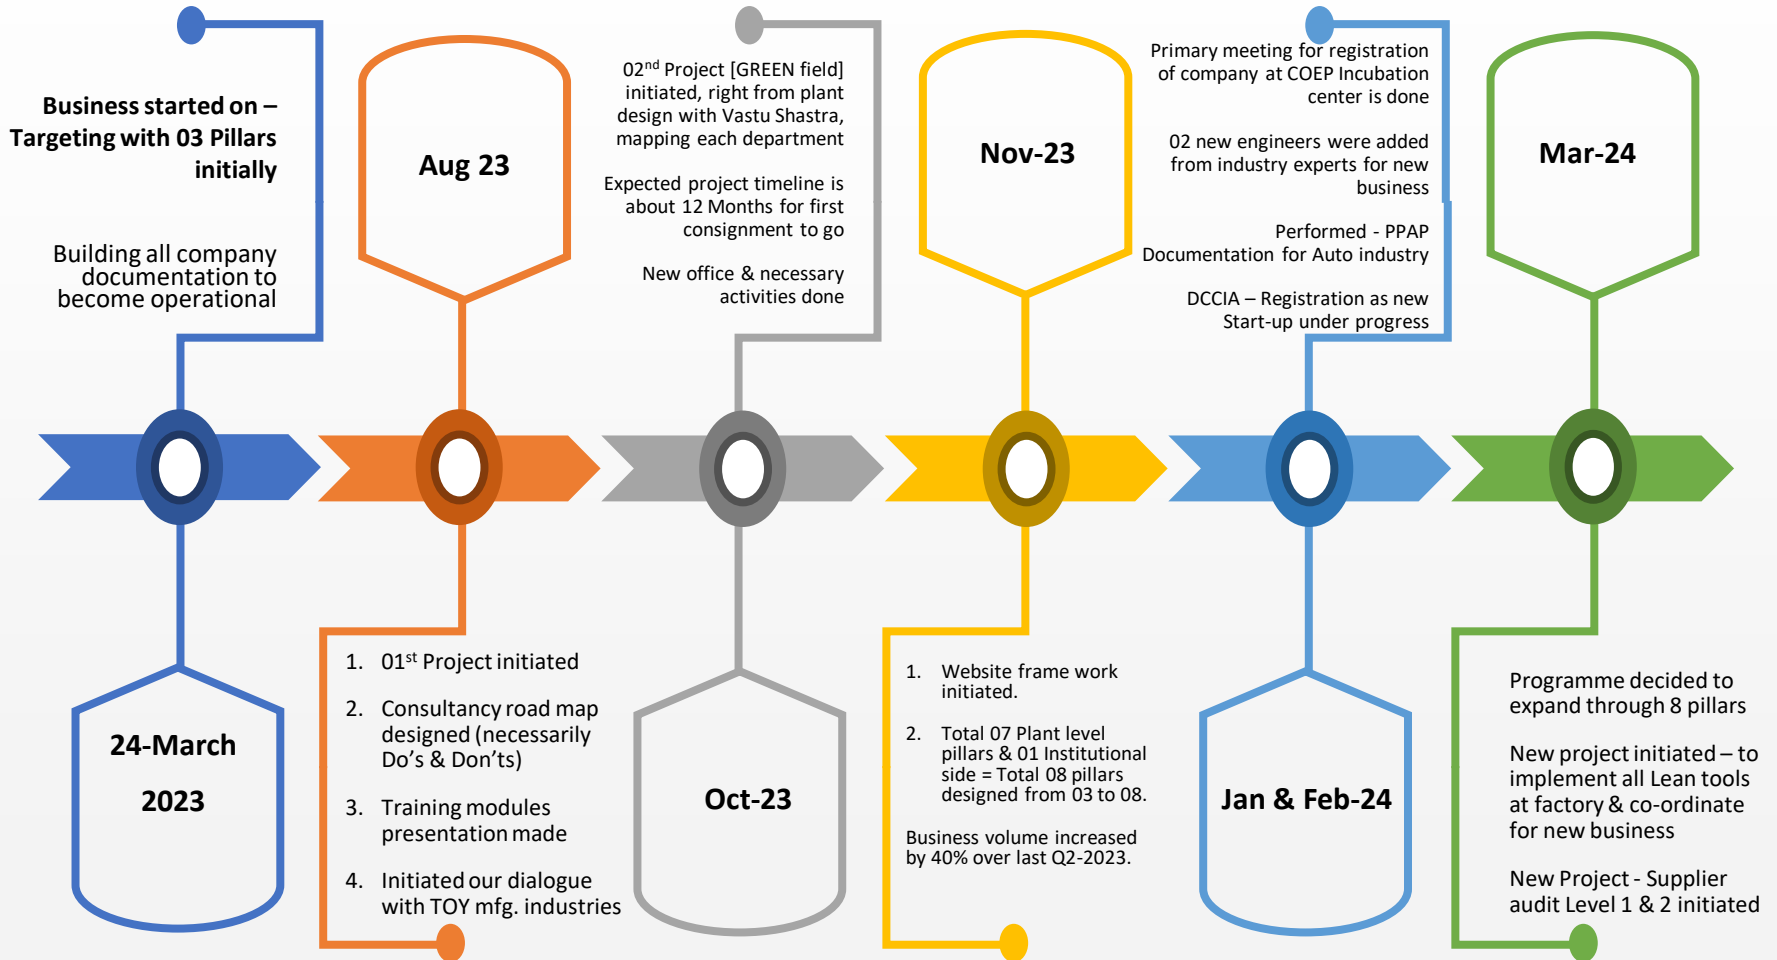 Business started on –
Targeting with 03 Pillars
initially
Building all company
documentation to
become operational
24-March
2023
Aug 23
1. 01st Project initiated
2. Consultancy road map
designed (necessarily
Do's & Don'ts)
3. Training modules
presentation made
4. Initiated our dialogue
with TOY mfg. industries
02nd Project [GREEN field]
initiated, right from plant
design with Vastu Shastra,
mapping each department
Expected project timeline is
about 12 Months for first
consignment to go
New office & necessary
activities done
Oct-23
Nov-23
1. Website frame work
initiated.
2. Total 07 Plant level
pillars & 01 Institutional
side = Total 08 pillars
designed from 03 to 08.
Business volume increased
by 40% over last Q2-2023.
Primary meeting for registration
of company at COEP Incubation
center is done
02 new engineers were added
from industry experts for new
business
Performed - PPAP
Documentation for Auto industry
DCCIA – Registration as new
Start-up under progress
Jan & Feb-24
Mar-24
Programme decided to
expand through 8 pillars
New project initiated – to
implement all Lean tools
at factory & co-ordinate
for new business
New Project - Supplier
audit Level 1 & 2 initiated